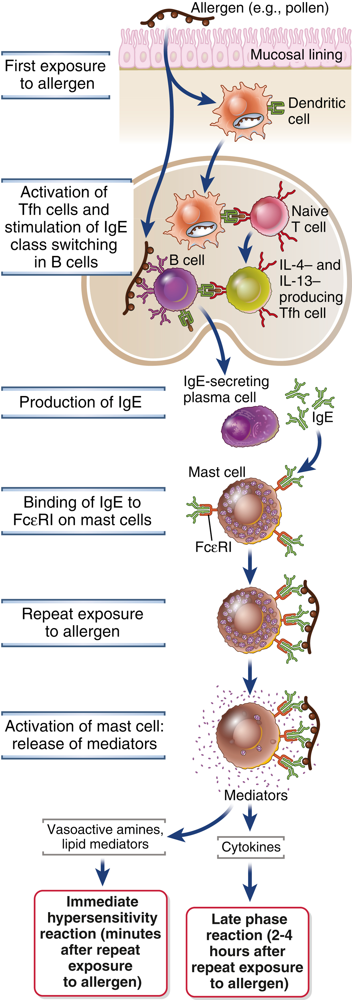 Allergen (e.g., pollen)
Mucosal lining
First exposure
to allergen
Dendritic
cell
Activation of
Tfh cells and
stimulation of IgE
class switching
in B cells
Naive
T cell
B cell
IL-4– and
IL-13–
producing
Tfh cell
Production of IgE
IgE-secreting
plasma cell
IgE
Mast cell
Binding of IgE to
FcεRI on mast cells
FcεRI
Repeat exposure
to allergen
Activation of mast cell:
release of mediators
Mediators
Vasoactive amines,
lipid mediators
Cytokines
Immediate
hypersensitivity
reaction (minutes
after repeat
exposure
to allergen)
Late phase
reaction (2-4
hours after
repeat exposure
to allergen)